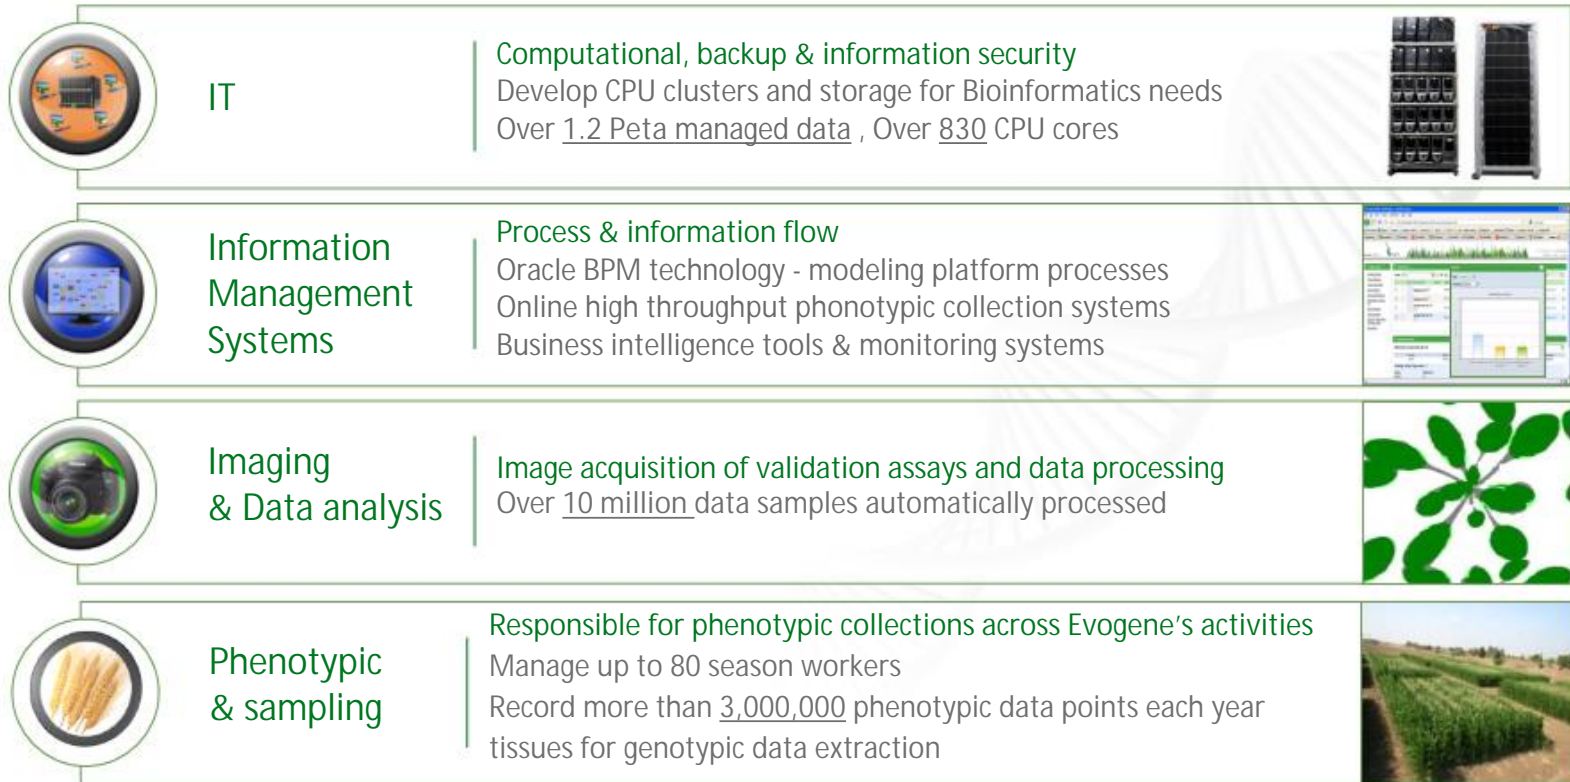 IT
Computational, backup & information security
Develop CPU clusters and storage for Bioinformatics needs
Over 1.2 Peta managed data , Over 830 CPU cores
Information
Management
Systems
Process & information flow
Oracle BPM technology - modeling platform processes
Online high throughput phonotypic collection systems
Business intelligence tools & monitoring systems
Imaging
& Data analysis
Image acquisition of validation assays and data processing
Over 10 million data samples automatically processed
Phenotypic
& sampling
Responsible for phenotypic collections across Evogene's activities
Manage up to 80 season workers
Record more than 3,000,000 phenotypic data points each year
tissues for genotypic data extraction